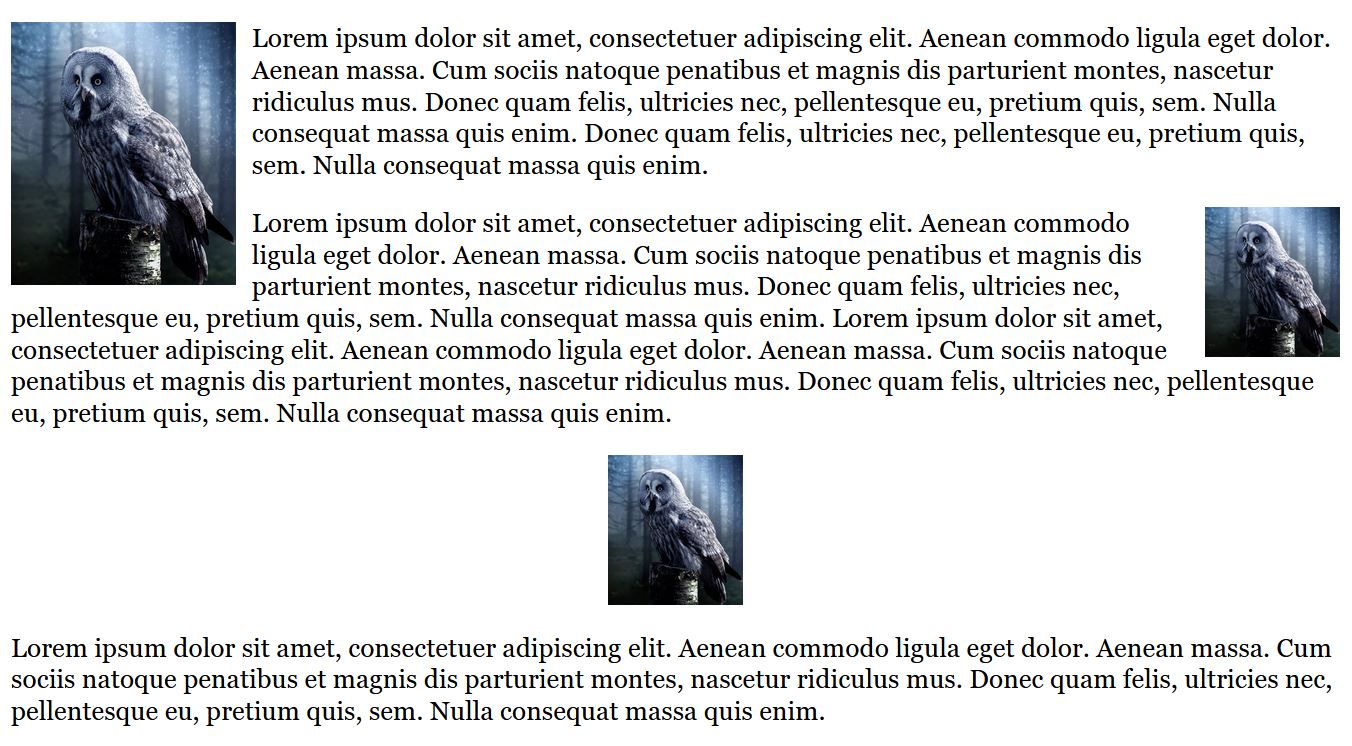 Lorem ipsum dolor sit amet, consectetuer adipiscing elit. Aenean commodo ligula eget dolor.
Aenean massa. Cum sociis natoque penatibus et magnis dis parturient montes, nascetur
ridiculus mus. Donec quam felis, ultricies nec, pellentesque eu, pretium quis, sem. Nulla
consequat massa quis enim. Donec quam felis, ultricies nec, pellentesque eu, pretium quis,
sem. Nulla consequat massa quis enim.
Lorem ipsum dolor sit amet, consectetuer adipiscing elit. Aenean commodo
ligula eget dolor. Aenean massa. Cum sociis natoque penatibus et magnis dis
parturient montes, nascetur ridiculus mus. Donec quam felis, ultricies nec,
pellentesque eu, pretium quis, sem. Nulla consequat massa quis enim. Lorem ipsum dolor sit amet,
consectetuer adipiscing elit. Aenean commodo ligula eget dolor. Aenean massa. Cum sociis natoque
penatibus et magnis dis parturient montes, nascetur ridiculus mus. Donec quam felis, ultricies nec, pellentesque
eu, pretium quis, sem. Nulla consequat massa quis enim.
Lorem ipsum dolor sit amet, consectetuer adipiscing elit. Aenean commodo ligula eget dolor. Aenean massa. Cum
sociis natoque penatibus et magnis dis parturient montes, nascetur ridiculus mus. Donec quam felis, ultricies nec,
pellentesque eu, pretium quis, sem. Nulla consequat massa quis enim.